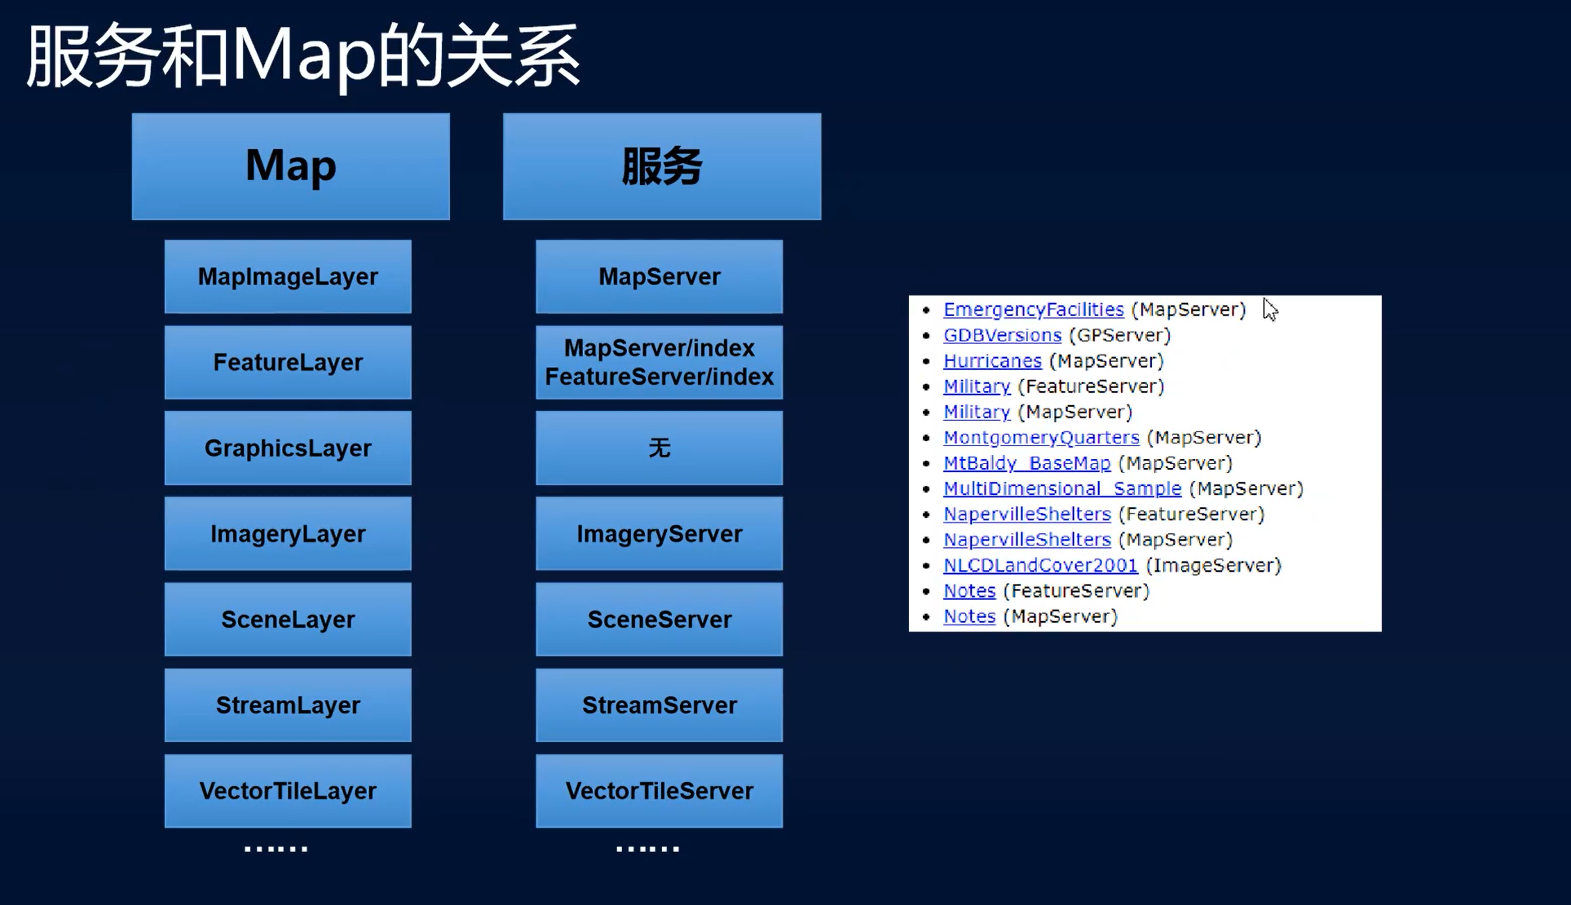 服务和Map的关系
Map
服务
MapImageLayer
MapServer
FeatureLayer
MapServer/index
FeatureServer/index
GraphicsLayer
无
ImageryLayer
ImageryServer
SceneLayer
SceneServer
StreamLayer
StreamServer
VectorTileLayer
VectorTileServer
……
……
• EmergencyFacilities (MapServer)
• GDBVersions (GPServer)
• Hurricanes (MapServer)
• Military (FeatureServer)
• Military (MapServer)
• MontgomeryQuarters (MapServer)
• MtBaldy_BaseMap (MapServer)
• MultiDimensional_Sample (MapServer)
• NapervilleShelters (FeatureServer)
• NapervilleShelters (MapServer)
• NLCDLandCover2001 (ImageServer)
• Notes (FeatureServer)
• Notes (MapServer)